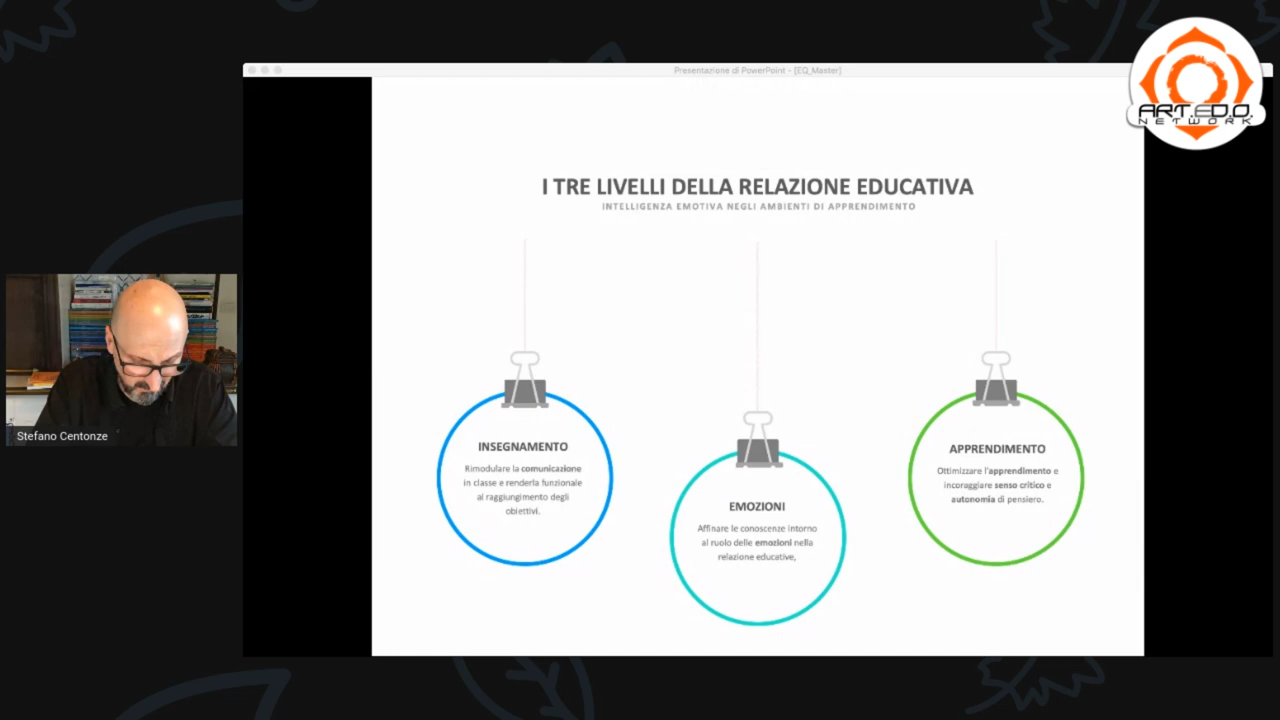 Presentazione di PowerPoint - [EQ_Master]
ART.E.D.O.
NETWORK
I TRE LIVELLI DELLA RELAZIONE EDUCATIVA
INTELLIGENZA EMOTIVA NEGLI AMBIENTI DI APPRENDIMENTO
INSEGNAMENTO
Rimodulare la comunicazione
in classe e renderla funzionale
al raggiungimento degli
obiettivi.
EMOZIONI
Affinare le conoscenze intorno
al ruolo delle emozioni nella
relazione educative,
APPRENDIMENTO
Ottimizzare l'apprendimento e
incoraggiare senso critico e
autonomia di pensiero.
Stefano Centonze